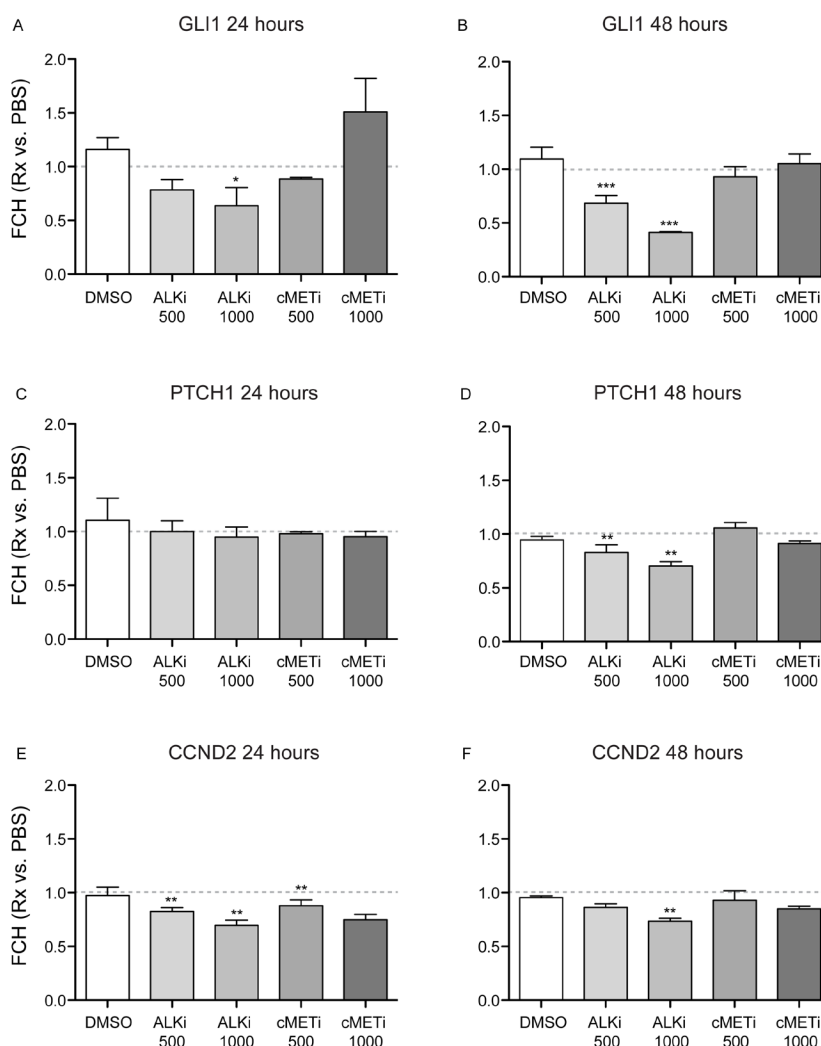 A
GLI1 24 hours
FCH (Rx vs. PBS)
2.0
1.5
1.0
0.5
0.0
*
DMSO
ALKi
500
ALKi
1000
cMETi
500
cMETi
1000
B
GLI1 48 hours
2.0
1.5
1.0
0.5
0.0
***
***
DMSO
ALKi
500
ALKi
1000
cMETi
500
cMETi
1000
C
PTCH1 24 hours
FCH (Rx vs. PBS)
2.0
1.5
1.0
0.5
0.0
DMSO
ALKi
500
ALKi
1000
cMETi
500
cMETi
1000
D
PTCH1 48 hours
2.0
1.5
1.0
0.5
0.0
**
**
DMSO
ALKi
500
ALKi
1000
cMETi
500
cMETi
1000
E
CCND2 24 hours
FCH (Rx vs. PBS)
2.0
1.5
1.0
0.5
0.0
**
**
**
DMSO
ALKi
500
ALKi
1000
cMETi
500
cMETi
1000
F
CCND2 48 hours
2.0
1.5
1.0
0.5
0.0
**
DMSO
ALKi
500
ALKi
1000
cMETi
500
cMETi
1000